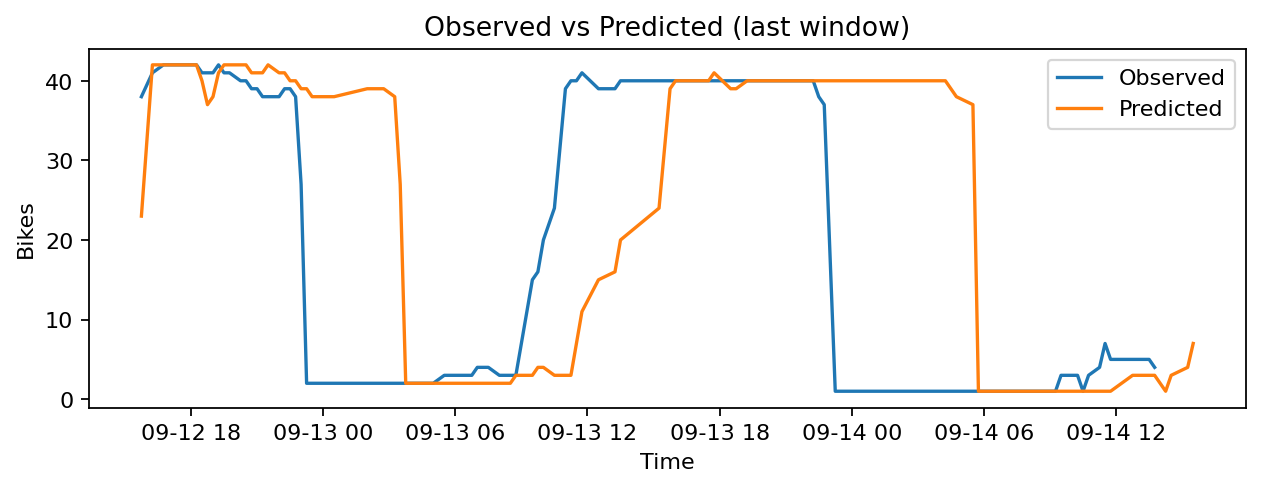 Observed vs Predicted (last window)
Observed
Predicted
Bikes
40
30
20
10
0
09-12 18
09-13 00
09-13 06
09-13 12
09-13 18
09-14 00
09-14 06
09-14 12
Time